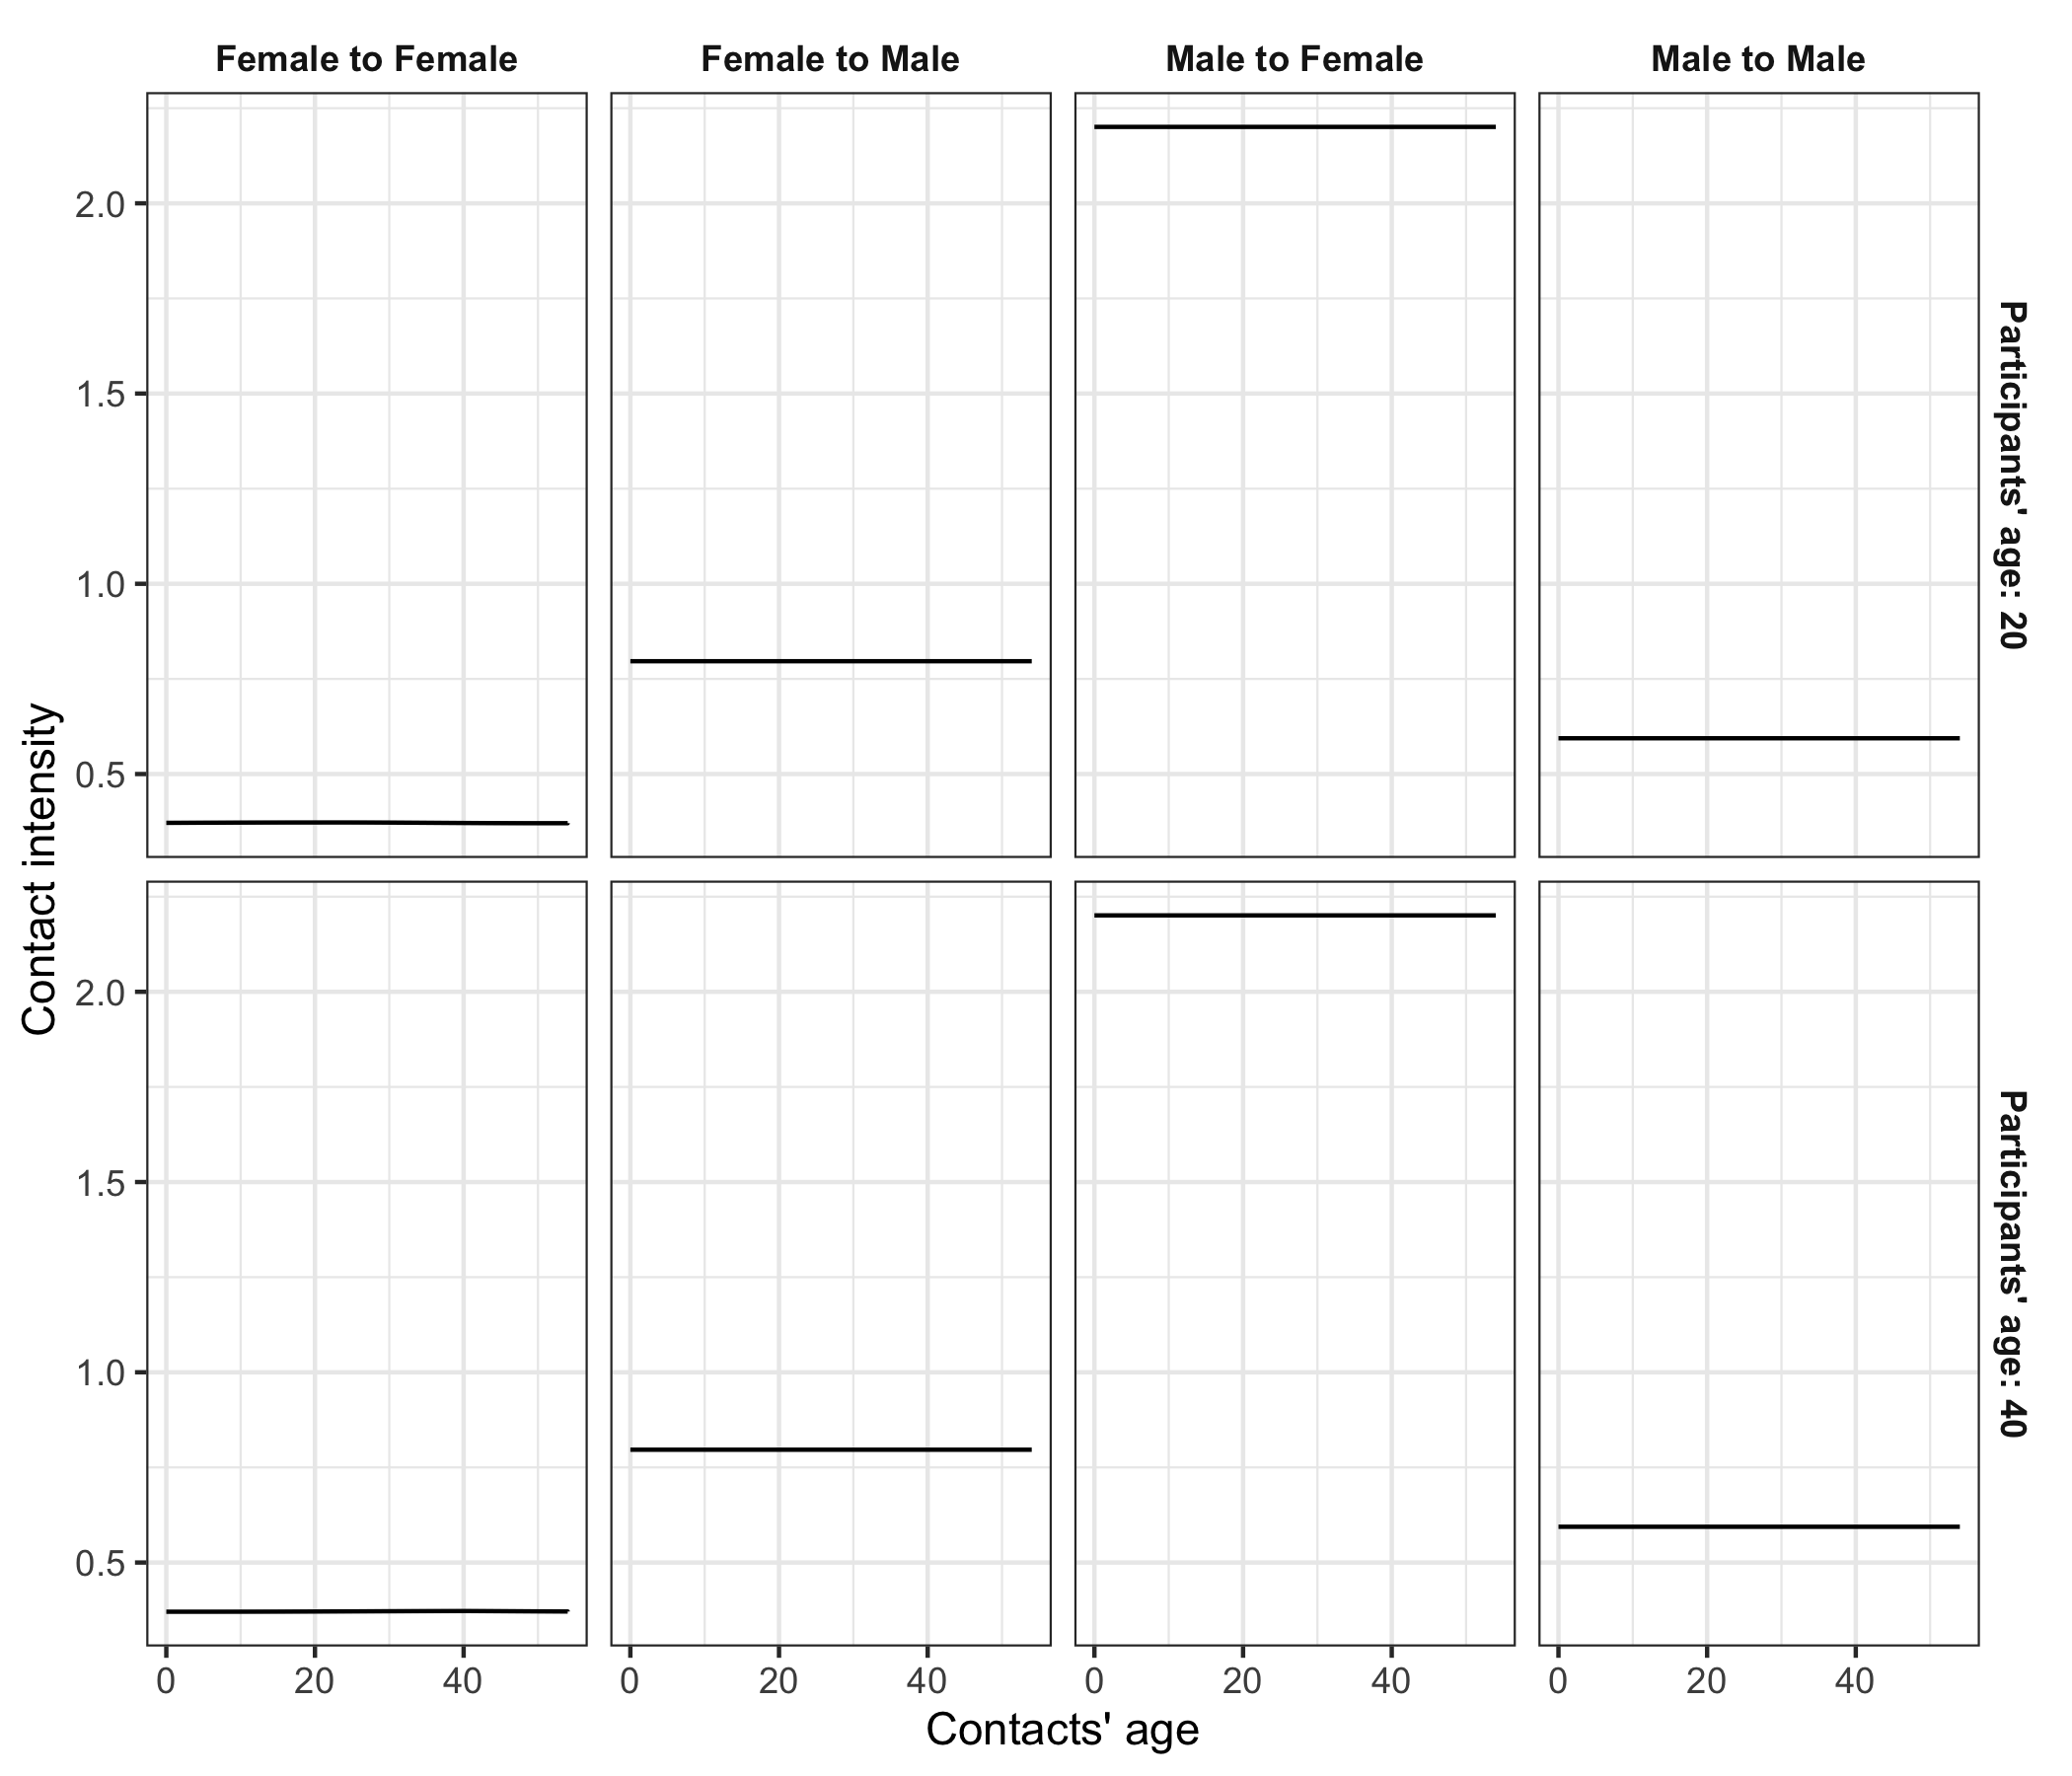 Female to Female
Female to Male
Male to Female
Male to Male
2.0
1.5
1.0
0.5
Participants' age: 20
Contact intensity
2.0
1.5
1.0
0.5
Participants' age: 40
0 20 40
0 20 40
0 20 40
0 20 40
Contacts' age